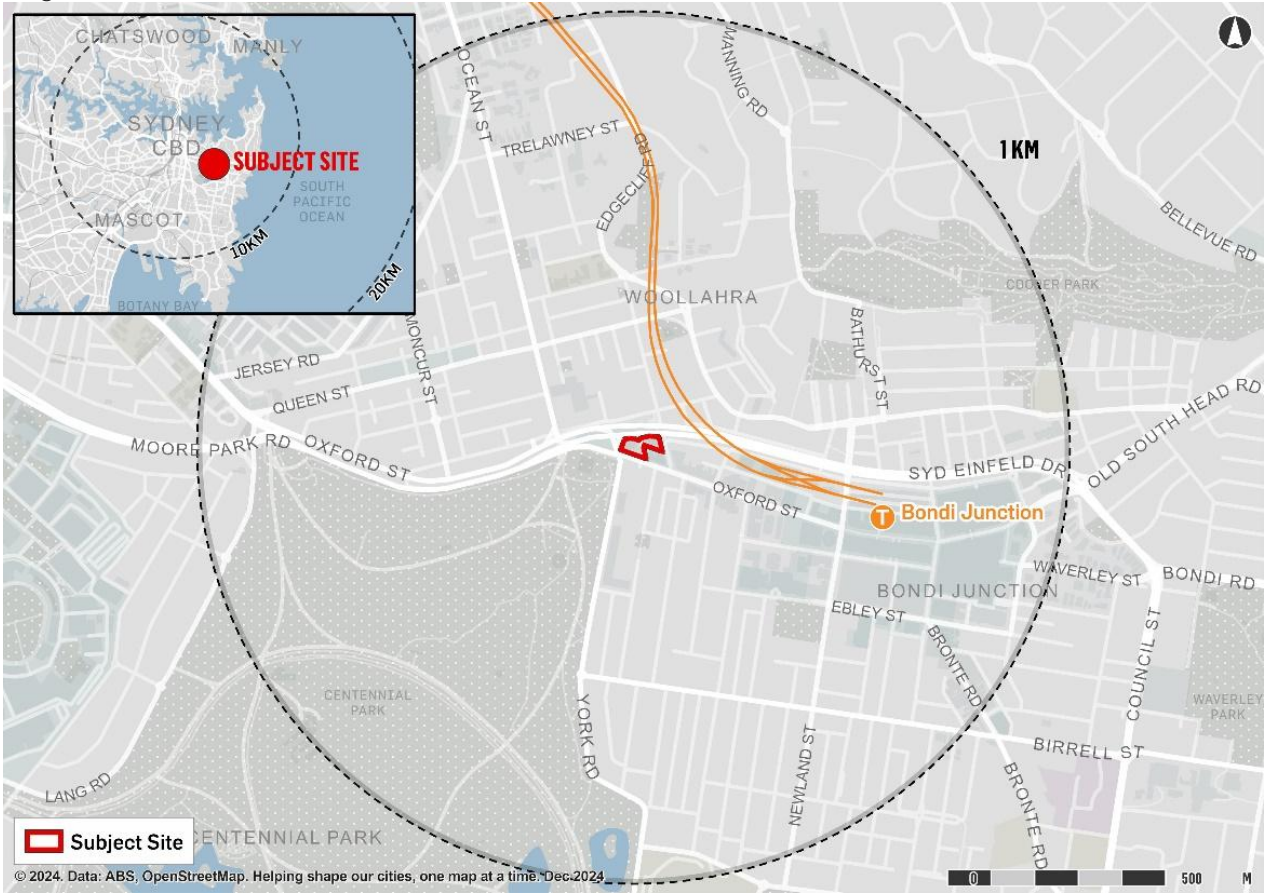 CHATSWOOD
MANLY
SYDNEY
CBD
SUBJECT SITE
SOUTH
PACIFIC
OCEAN
MASCOT
10KM
20KM
BOTANY BAY
OCEAN ST
MANNING RD
TRELAWNEY ST
EDGECLIFF RD
1 KM
BELLEVUE RD
COOPER PARK
WOOLLAHRA
MONCUR ST
JERSEY RD
QUEEN ST
BATHURST ST
MOORE PARK RD
OXFORD ST
SYD EINFELD DR
OLD SOUTH HEAD RD
OXFORD ST
T Bondi Junction
WAVERLEY ST
BONDI RD
BONDI JUNCTION
EBLEY ST
BRONTE RD
COUNCIL ST
CENTENNIAL
PARK
WAVERLEY
PARK
YORK RD
NEWLAND ST
BIRRELL ST
BRONTE RD
LANG RD
CENTENNIAL PARK
Subject Site
© 2024. Data: ABS, OpenStreetMap. Helping shape our cities, one map at a time. Dec 2024
0 500 M